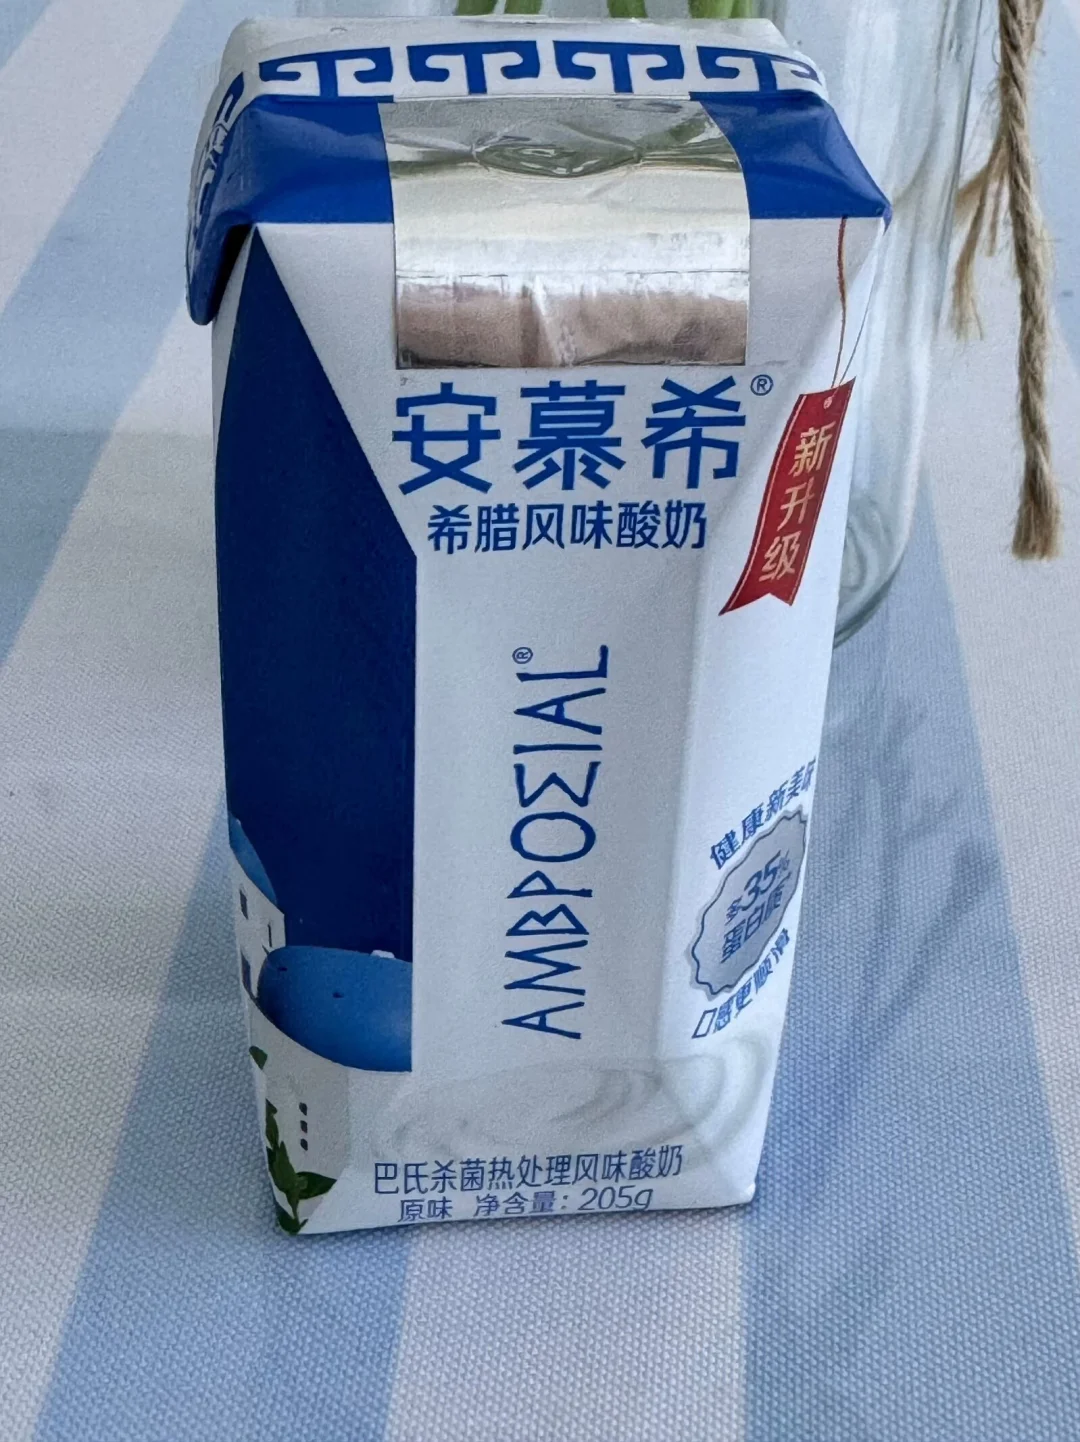 安慕希®
希腊风味酸奶
新升级
AMBPOΣIAL®
健康新美味
多35%
蛋白质
口感更顺滑
巴氏杀菌热处理风味酸奶
原味 净含量：205g